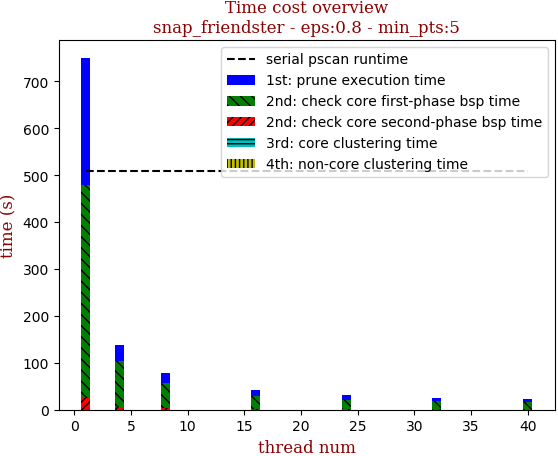 Time cost overview
snap_friendster - eps:0.8 - min_pts:5
serial pscan runtime
1st: prune execution time
2nd: check core first-phase bsp time
2nd: check core second-phase bsp time
3rd: core clustering time
4th: non-core clustering time
700
600
500
400
300
200
100
0
time (s)
0 5 10 15 20 25 30 35 40
thread num